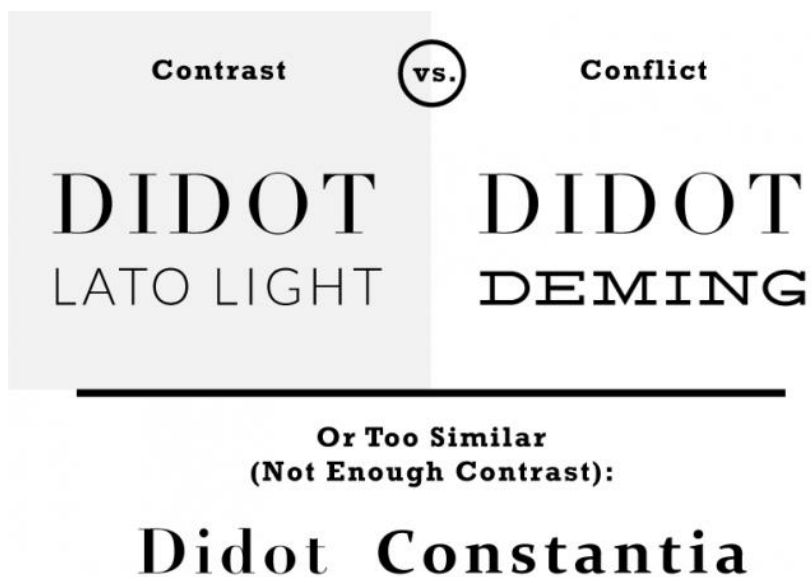 Contrast vs. Conflict
DIDOT DIDOT
LATO LIGHT DEMING
Or Too Similar
(Not Enough Contrast):
Didot Constantia